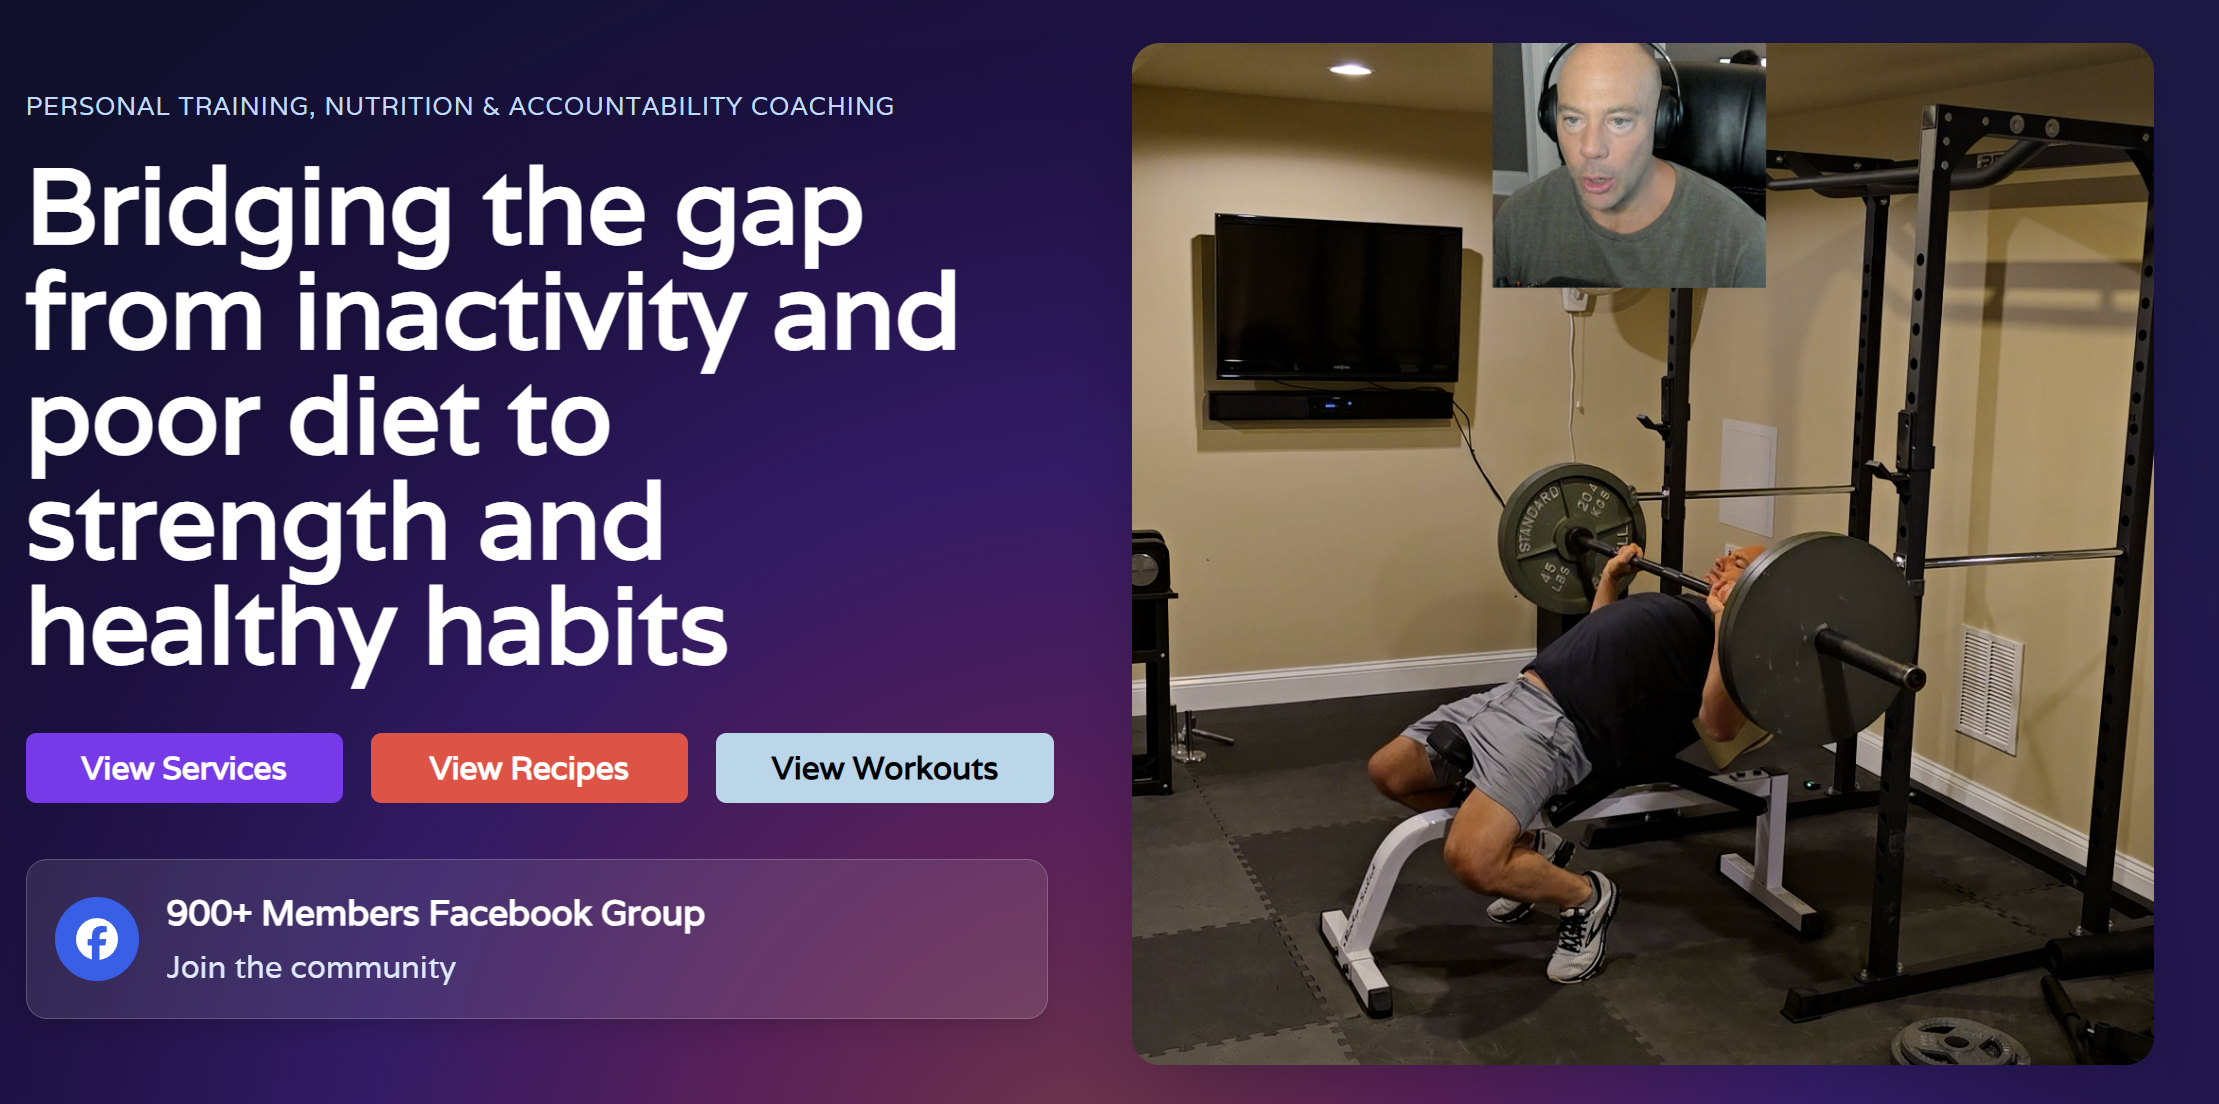 PERSONAL TRAINING, NUTRITION & ACCOUNTABILITY COACHING
Bridging the gap
from inactivity and
poor diet to
strength and
healthy habits
View Services
View Recipes
View Workouts
900+ Members Facebook Group
Join the community
STANDARD
20.4
KGS
45
LBS